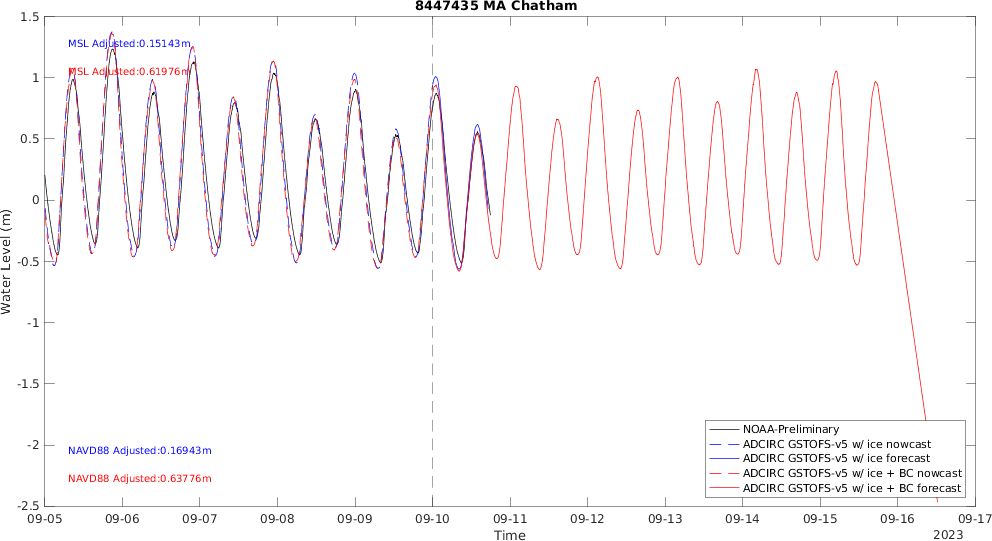 8447435 MA Chatham
1.5
1
0.5
0
-0.5
-1
-1.5
-2
-2.5
Water Level (m)
MSL Adjusted:0.15143m
MSL Adjusted:0.61976m
NAVD88 Adjusted:0.16943m
NAVD88 Adjusted:0.63776m
NOAA-Preliminary
ADCIRC GSTOFS-v5 w/ ice nowcast
ADCIRC GSTOFS-v5 w/ ice forecast
ADCIRC GSTOFS-v5 w/ ice + BC nowcast
ADCIRC GSTOFS-v5 w/ ice + BC forecast
09-05 09-06 09-07 09-08 09-09 09-10 09-11 09-12 09-13 09-14 09-15 09-16 09-17
Time
2023